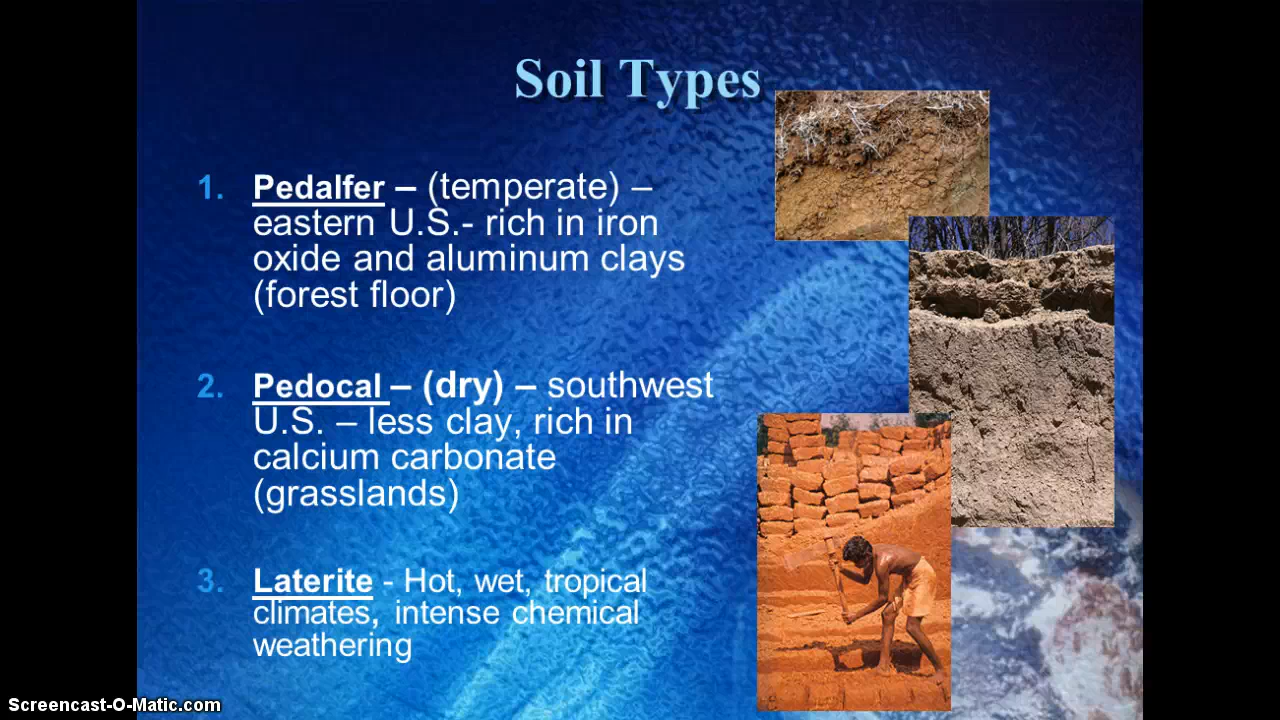 Soil Types
1. Pedalfer – (temperate) –
eastern U.S.- rich in iron
oxide and aluminum clays
(forest floor)
2. Pedocal – (dry) – southwest
U.S. – less clay, rich in
calcium carbonate
(grasslands)
3. Laterite - Hot, wet, tropical
climates, intense chemical
weathering
Screencast-O-Matic.com